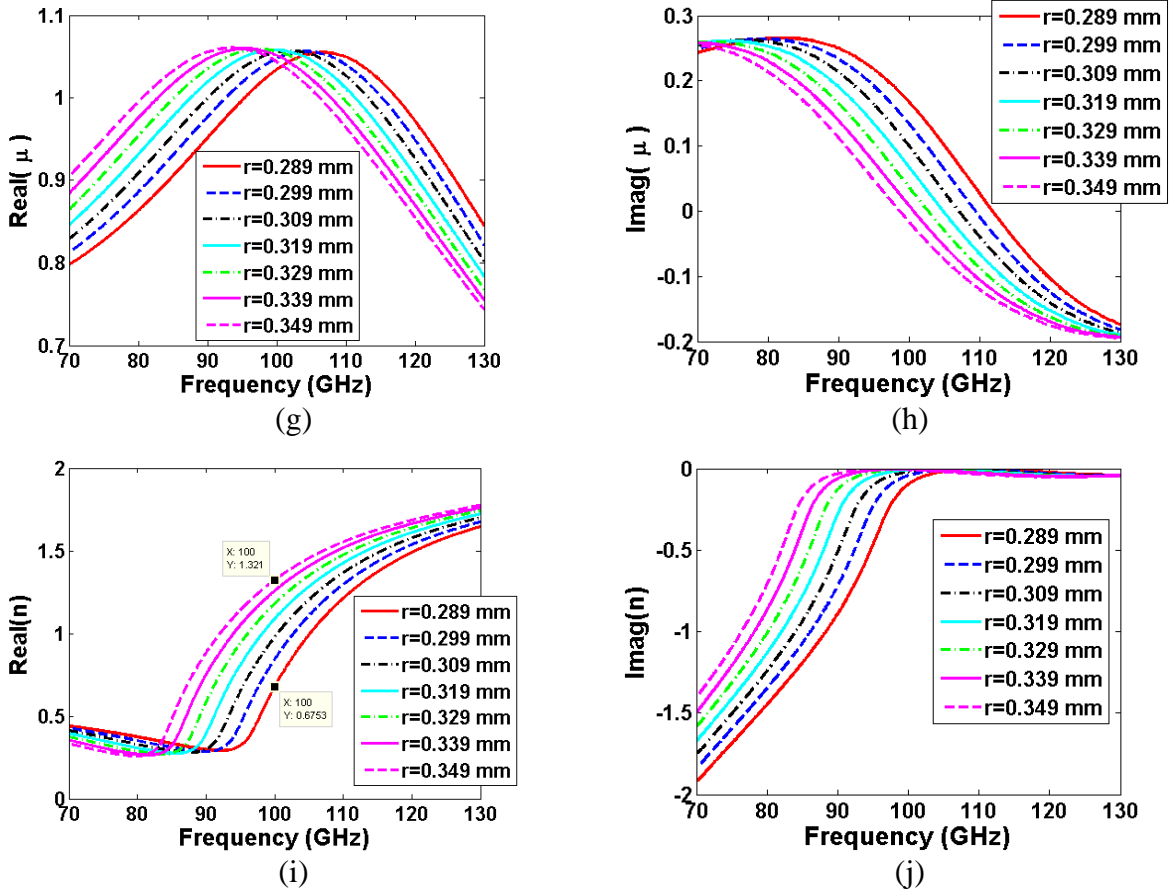 1.1
1
0.9
0.8
0.7
Real( μ )
r=0.289 mm
r=0.299 mm
r=0.309 mm
r=0.319 mm
r=0.329 mm
r=0.339 mm
r=0.349 mm
70 80 90 100 110 120 130
Frequency (GHz)
(g)
0.3
0.2
0.1
0
-0.1
-0.2
Imag( μ )
r=0.289 mm
r=0.299 mm
r=0.309 mm
r=0.319 mm
r=0.329 mm
r=0.339 mm
r=0.349 mm
70 80 90 100 110 120 130
Frequency (GHz)
(h)
2
1.5
1
0.5
0
Real(n)
X: 100
Y: 1.321
X: 100
Y: 0.6753
r=0.289 mm
r=0.299 mm
r=0.309 mm
r=0.319 mm
r=0.329 mm
r=0.339 mm
r=0.349 mm
70 80 90 100 110 120 130
Frequency (GHz)
(i)
0
-0.5
-1
-1.5
-2
Imag(n)
r=0.289 mm
r=0.299 mm
r=0.309 mm
r=0.319 mm
r=0.329 mm
r=0.339 mm
r=0.349 mm
70 80 90 100 110 120 130
Frequency (GHz)
(j)